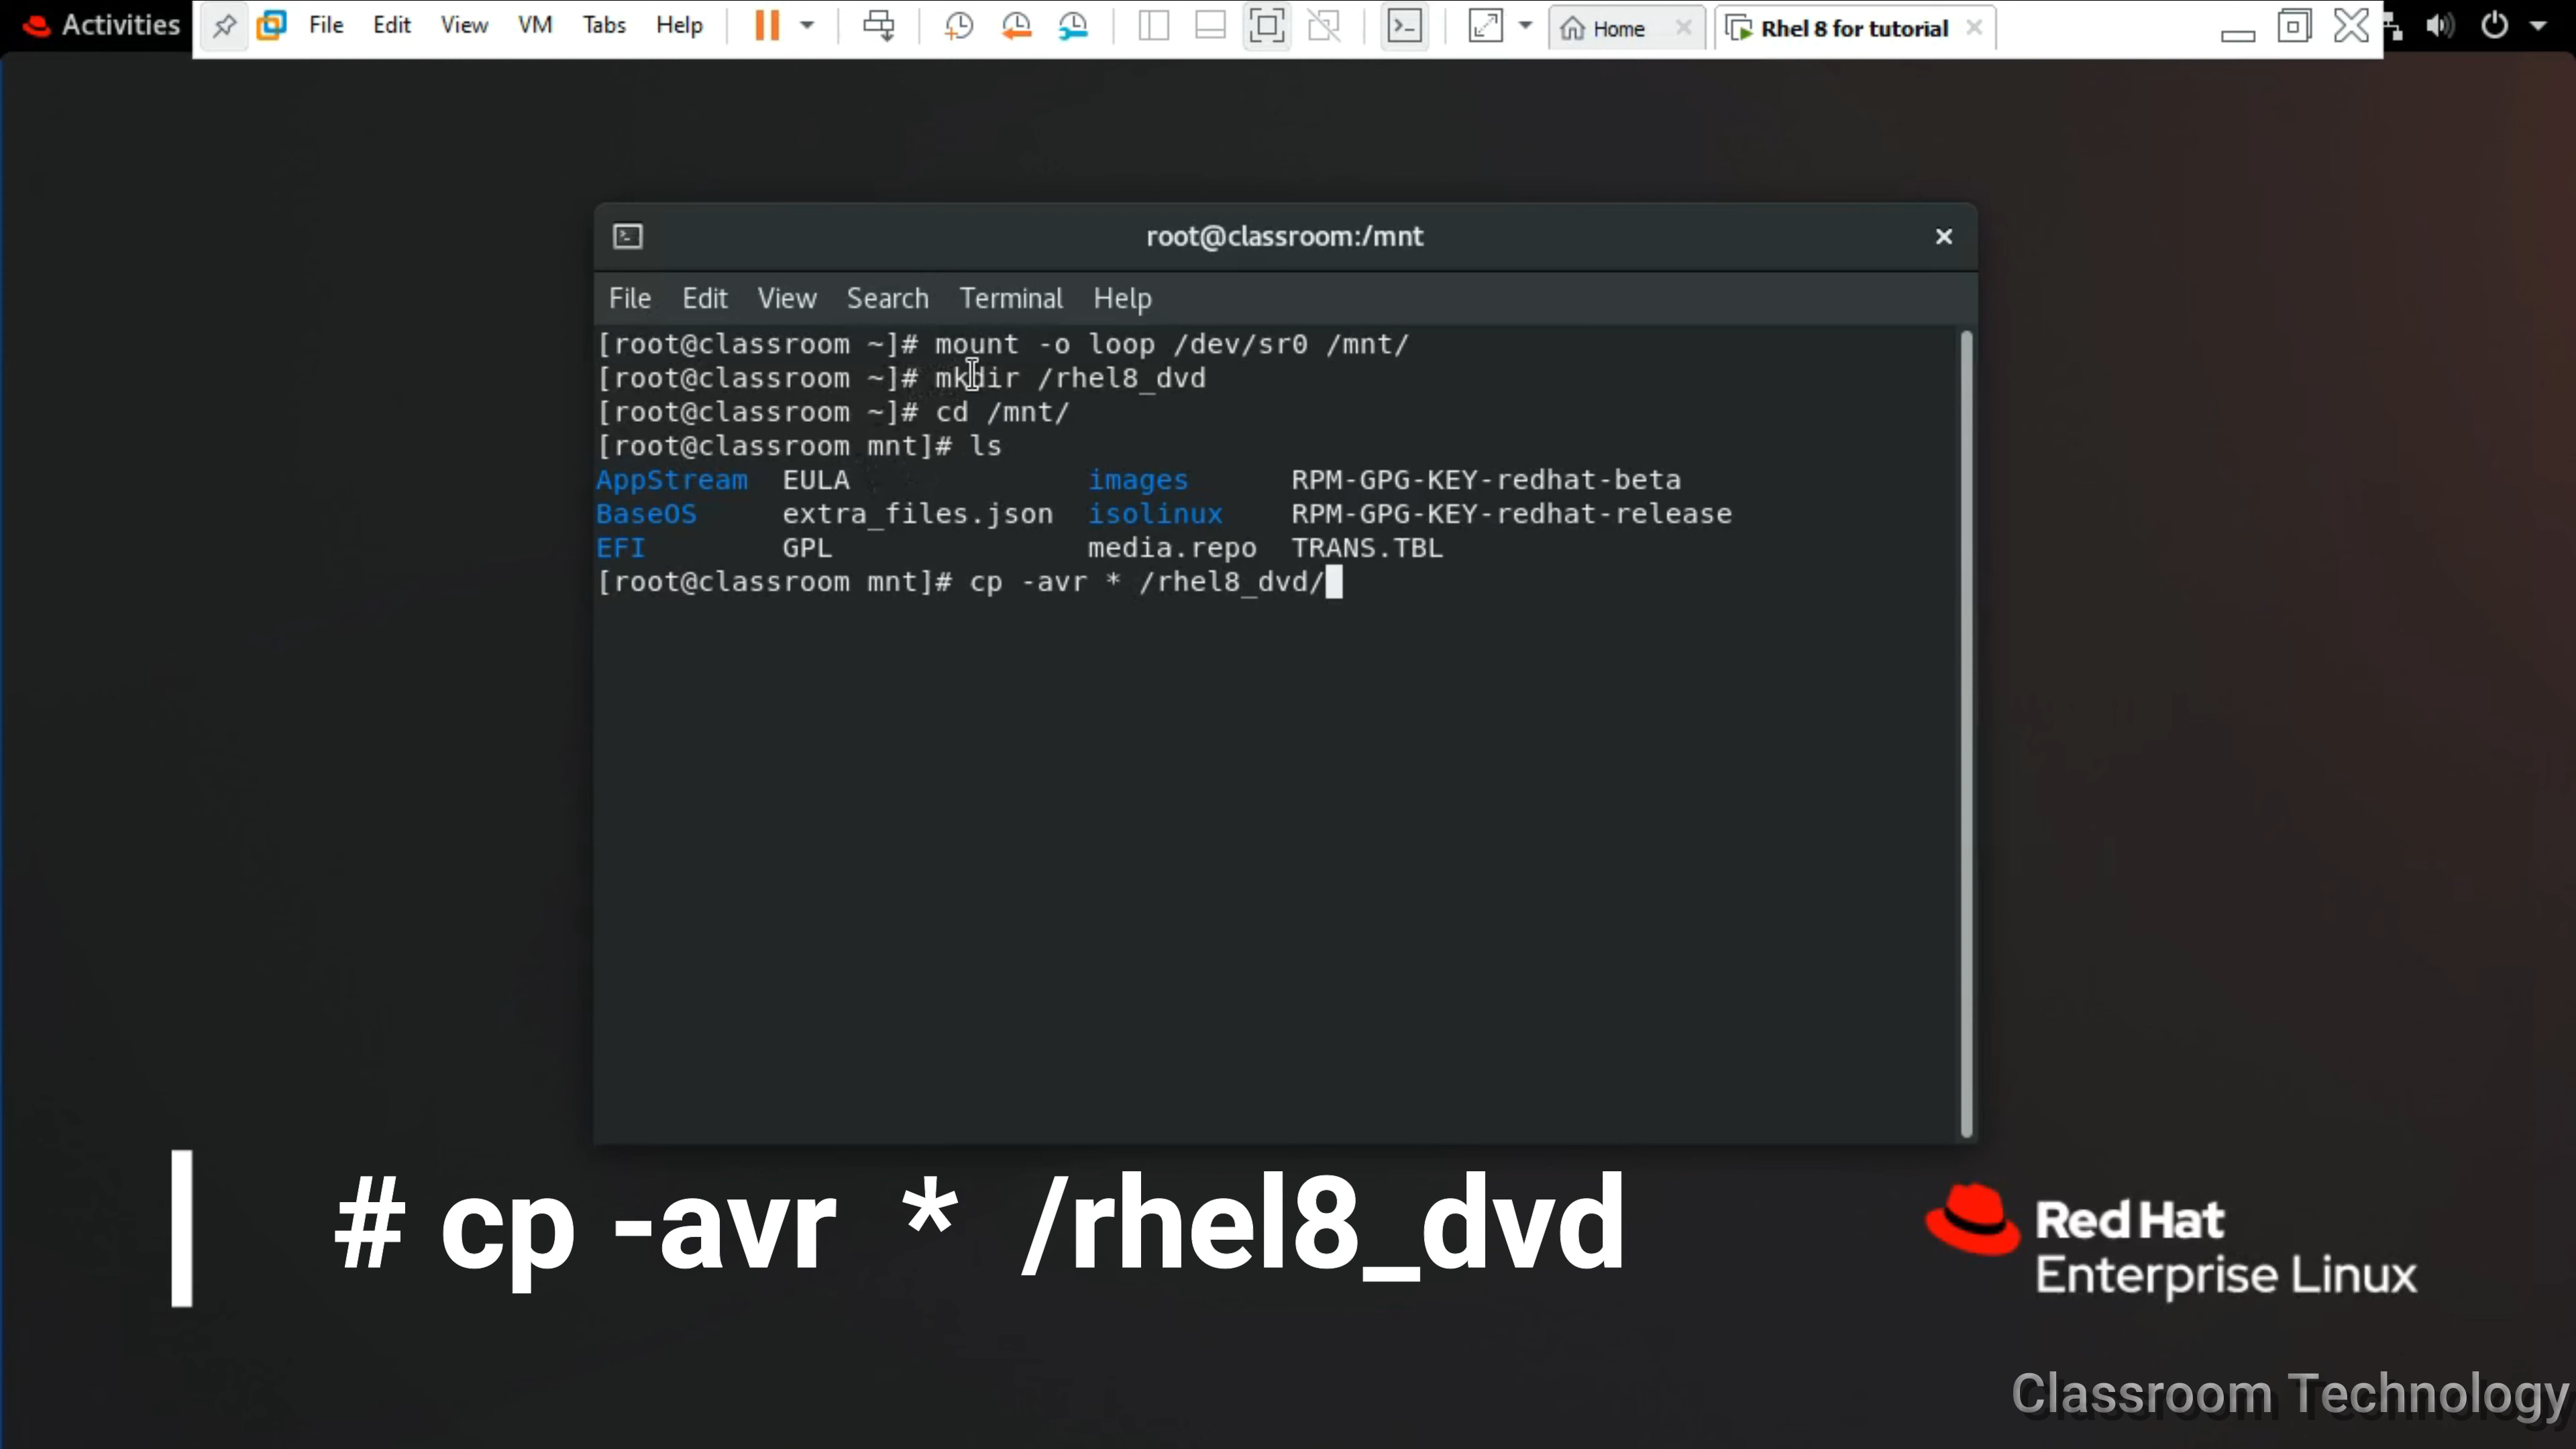 Activities File Edit View VM Tabs Help Home Rhel 8 for tutorial
root@classroom:/mnt
File Edit View Search Terminal Help
[root@classroom ~]# mount -o loop /dev/sr0 /mnt/
[root@classroom ~]# mkdir /rhel8_dvd
[root@classroom ~]# cd /mnt/
[root@classroom mnt]# ls
AppStream EULA images RPM-GPG-KEY-redhat-beta
BaseOS extra_files.json isolinux RPM-GPG-KEY-redhat-release
EFI GPL media.repo TRANS.TBL
[root@classroom mnt]# cp -avr * /rhel8_dvd/
# cp -avr * /rhel8_dvd
Red Hat
Enterprise Linux
Classroom Technology